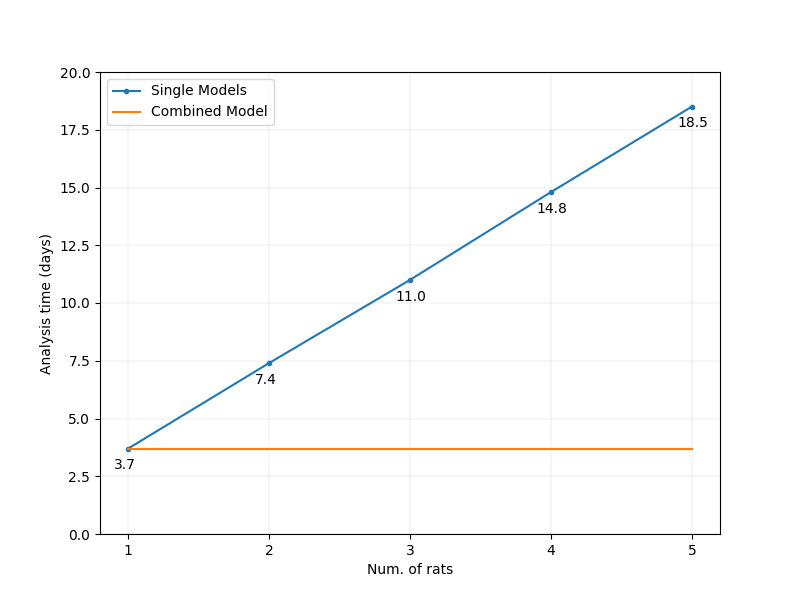 20.0
17.5
15.0
12.5
10.0
7.5
5.0
2.5
0.0
Analysis time (days)
Single Models
Combined Model
3.7
7.4
11.0
14.8
18.5
1 2 3 4 5
Num. of rats